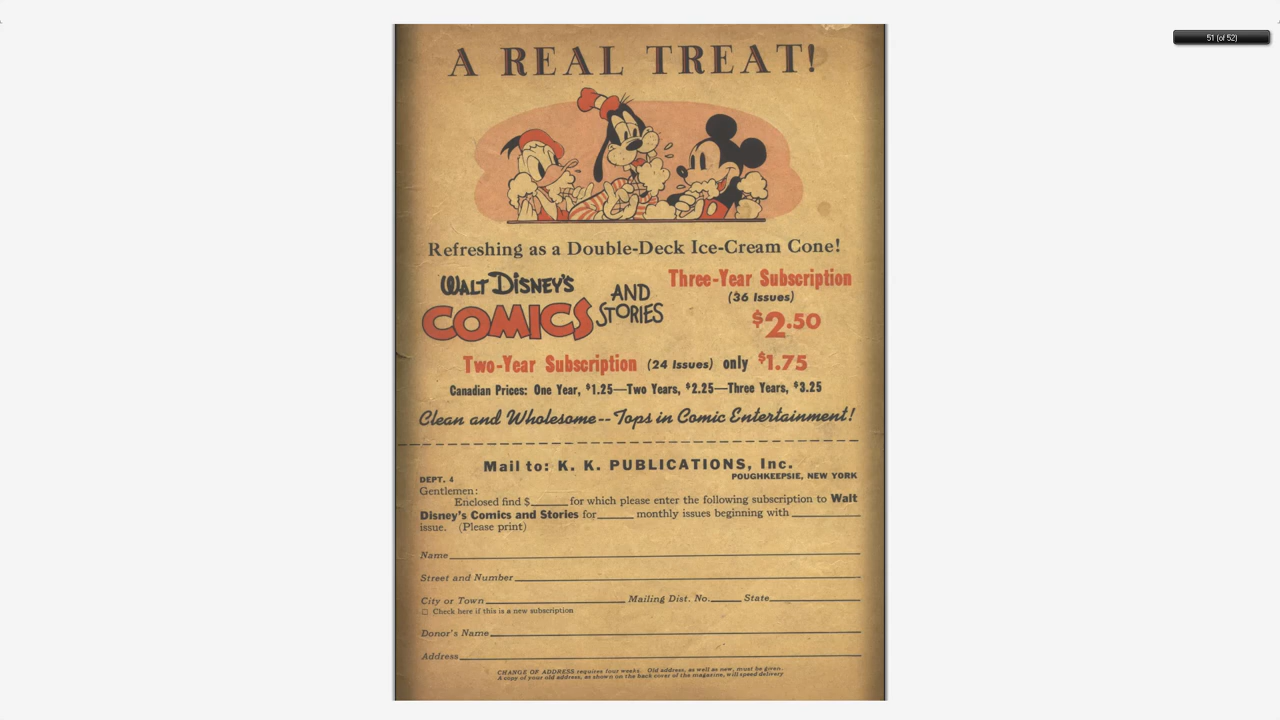 51 (of 52)
A REAL TREAT!
Refreshing as a Double-Deck Ice-Cream Cone!
WALT DISNEY'S
COMICS AND STORIES
Three-Year Subscription
(36 Issues)
$2.50
Two-Year Subscription (24 Issues) only $1.75
Canadian Prices: One Year, $1.25—Two Years, $2.25—Three Years, $3.25
Clean and Wholesome--Tops in Comic Entertainment!
Mail to: K. K. PUBLICATIONS, Inc.
DEPT. 4 POUGHKEEPSIE, NEW YORK
Gentlemen:
Enclosed find $______ for which please enter the following subscription to Walt
Disney's Comics and Stories for______ monthly issues beginning with __________
issue. (Please print)
Name
Street and Number
City or Town Mailing Dist. No. State
☐ Check here if this is a new subscription
Donor's Name
Address
CHANGE OF ADDRESS requires four weeks. Old address, as well as new, must be given.
A copy of your old address, as shown on the back cover of the magazine, will speed delivery